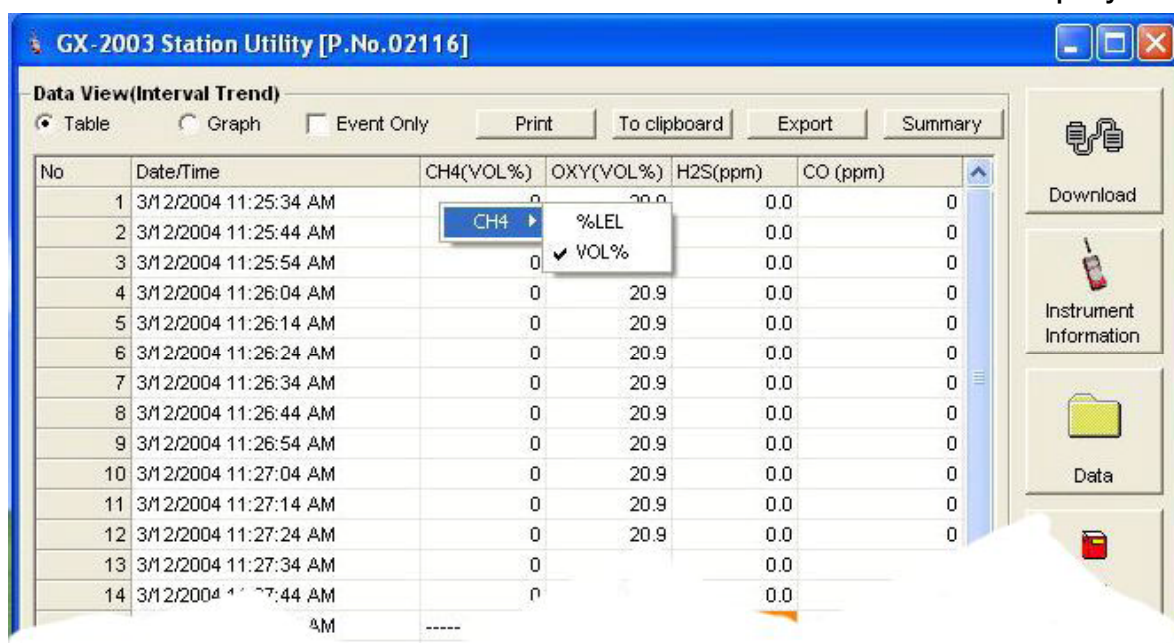 GX-2003 Station Utility [P.No.02116]
Data View(Interval Trend)
Table Graph Event Only Print To clipboard Export Summary
No Date/Time CH4(VOL%) OXY(VOL%) H2S(ppm) CO (ppm)
1 3/12/2004 11:25:34 AM 0.0 0
CH4 %LEL
2 3/12/2004 11:25:44 AM 0.0 0
VOL%
3 3/12/2004 11:25:54 AM 0 0.0 0
4 3/12/2004 11:26:04 AM 0 20.9 0.0 0
5 3/12/2004 11:26:14 AM 0 20.9 0.0 0
6 3/12/2004 11:26:24 AM 0 20.9 0.0 0
7 3/12/2004 11:26:34 AM 0 20.9 0.0 0
8 3/12/2004 11:26:44 AM 0 20.9 0.0 0
9 3/12/2004 11:26:54 AM 0 20.9 0.0 0
10 3/12/2004 11:27:04 AM 0 20.9 0.0 0
11 3/12/2004 11:27:14 AM 0 20.9 0.0 0
12 3/12/2004 11:27:24 AM 0 20.9 0.0 0
13 3/12/2004 11:27:34 AM 0 0.0
14 3/12/2004 :44 AM 0.0
AM -----
Download
Instrument
Information
Data